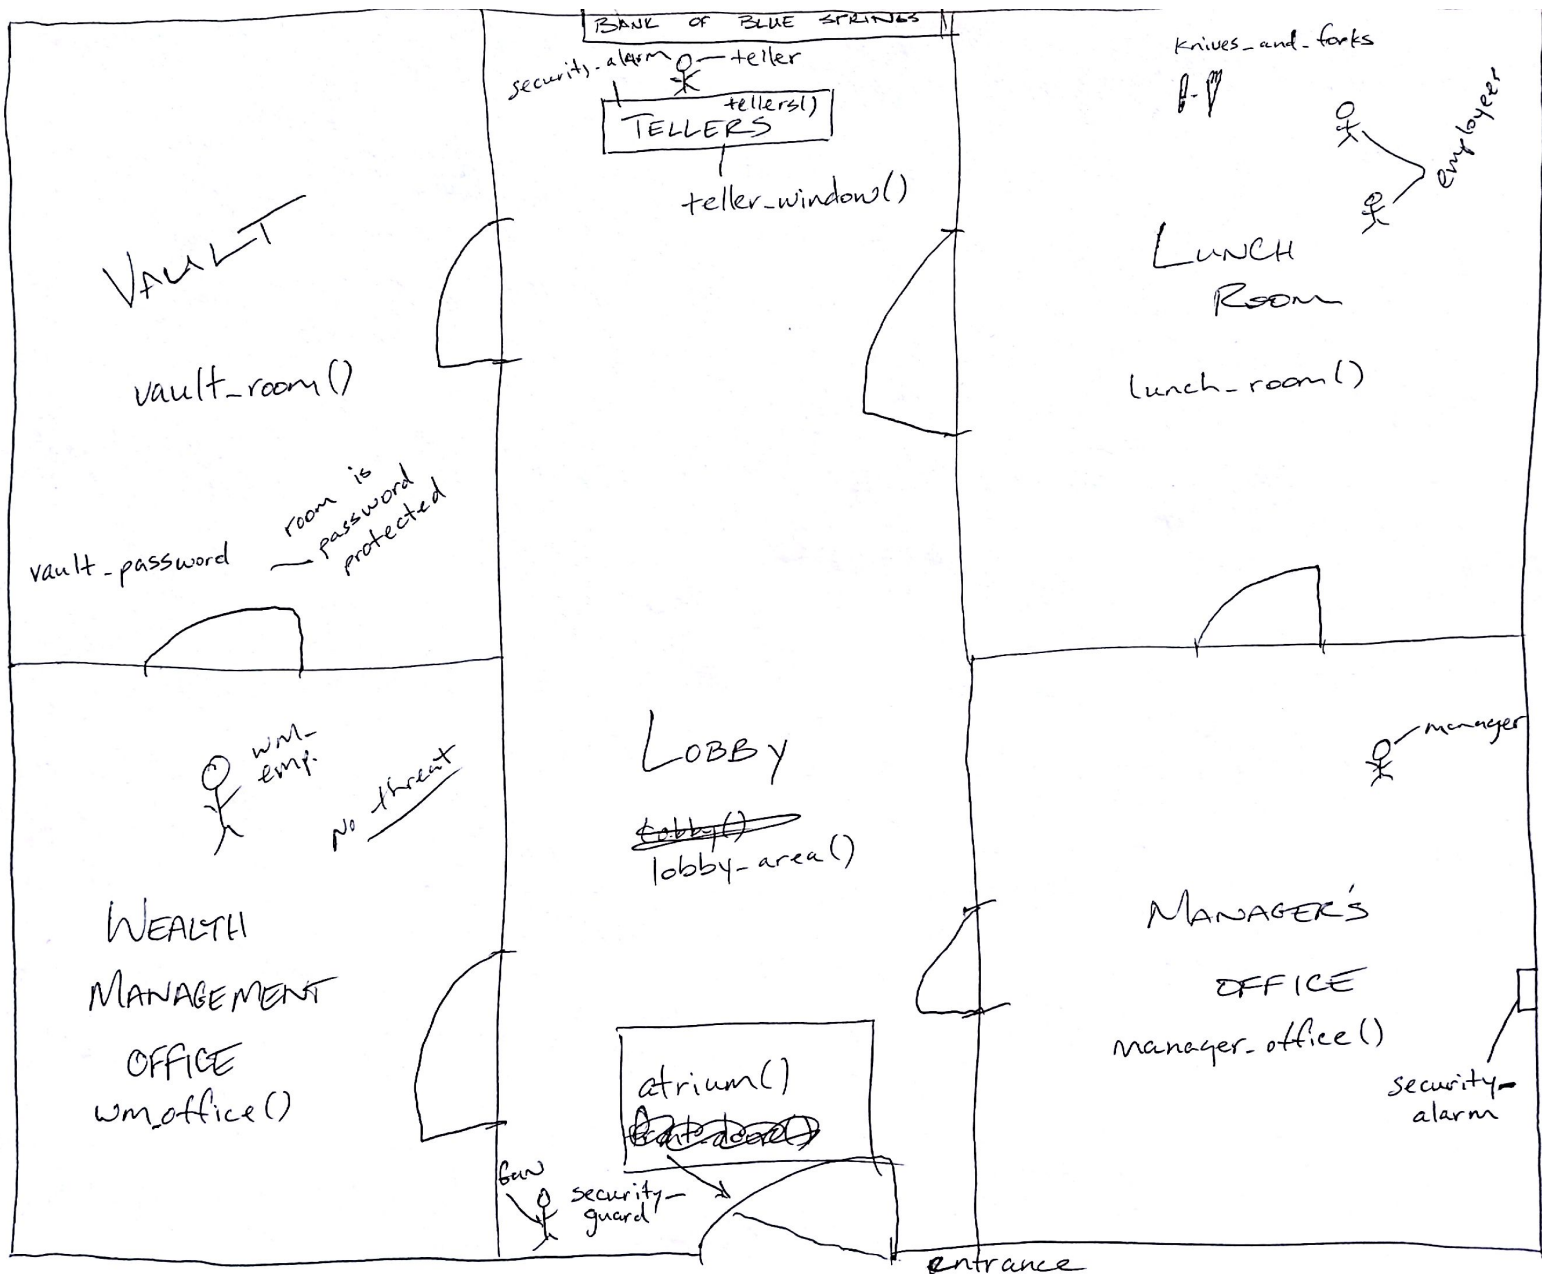 BANK OF BLUE STRINGS
security_alarm
teller
tellers()
TELLERS
teller_window()
knives_and_forks
employees
LUNCH
ROOM
lunch_room()
VAULT
vault_room()
room is
password
protected
vault_password
wm_
emp.
No threat
WEALTH
MANAGEMENT
OFFICE
wm_office()
LOBBY
lobby()
lobby_area()
manager
MANAGER'S
OFFICE
manager_office()
security_
alarm
atrium()
Gun
security_
guard
entrance